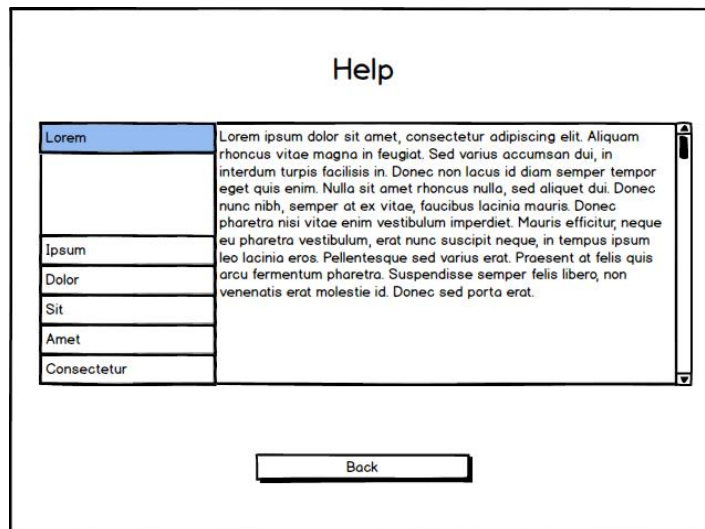 Help
Lorem
Ipsum
Dolor
Sit
Amet
Consectetur
Lorem ipsum dolor sit amet, consectetur adipiscing elit. Aliquam
rhoncus vitae magna in feugiat. Sed varius accumsan dui, in
interdum turpis facilisis in. Donec non lacus id diam semper tempor
eget quis enim. Nulla sit amet rhoncus nulla, sed aliquet dui. Donec
nunc nibh, semper at ex vitae, faucibus lacinia mauris. Donec
pharetra nisi vitae enim vestibulum imperdiet. Mauris efficitur, neque
eu pharetra vestibulum, erat nunc suscipit neque, in tempus ipsum
leo lacinia eros. Pellentesque sed varius erat. Praesent at felis quis
arcu fermentum pharetra. Suspendisse semper felis libero, non
venenatis erat molestie id. Donec sed porta erat.
Back